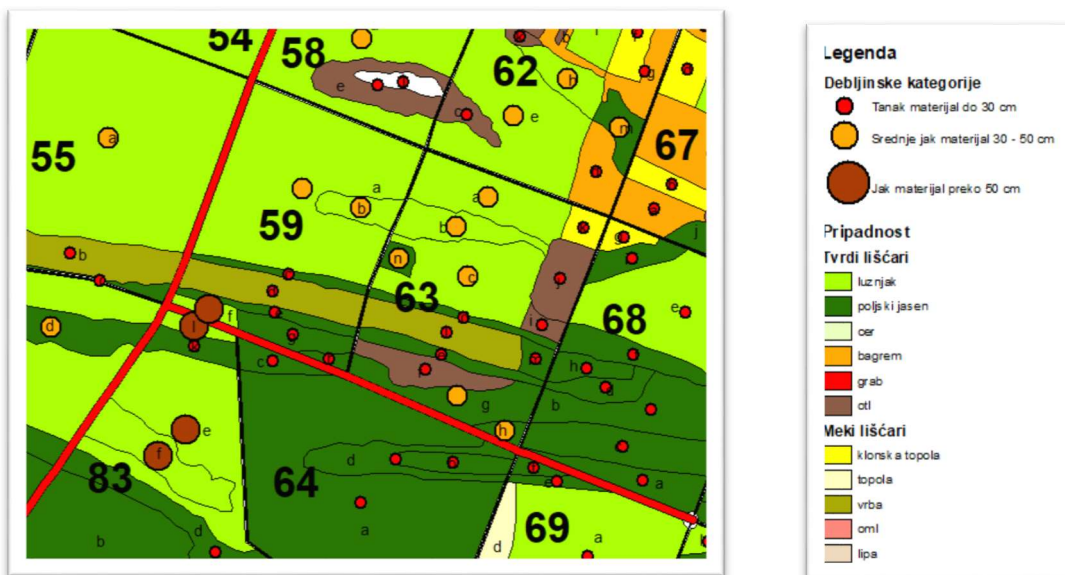 54
58
62
e
c
b
g
55
a
e
m
67
a
a
b
b
59
g
j
b
n
c
63
68
e
d
f
l
i
h
c
g
b
h
e
f
d
83
64
a
a
69
b
d
d
a
Legenda
Debljinske kategorije
Tanak materijal do 30 cm
Srednje jak materijal 30 - 50 cm
Jak materijal preko 50 cm
Pripadnost
Tvrdi lišćari
luznjak
poljski jasen
cer
bagrem
grab
otl
Meki lišćari
klonska topola
topola
vrba
oml
lipa